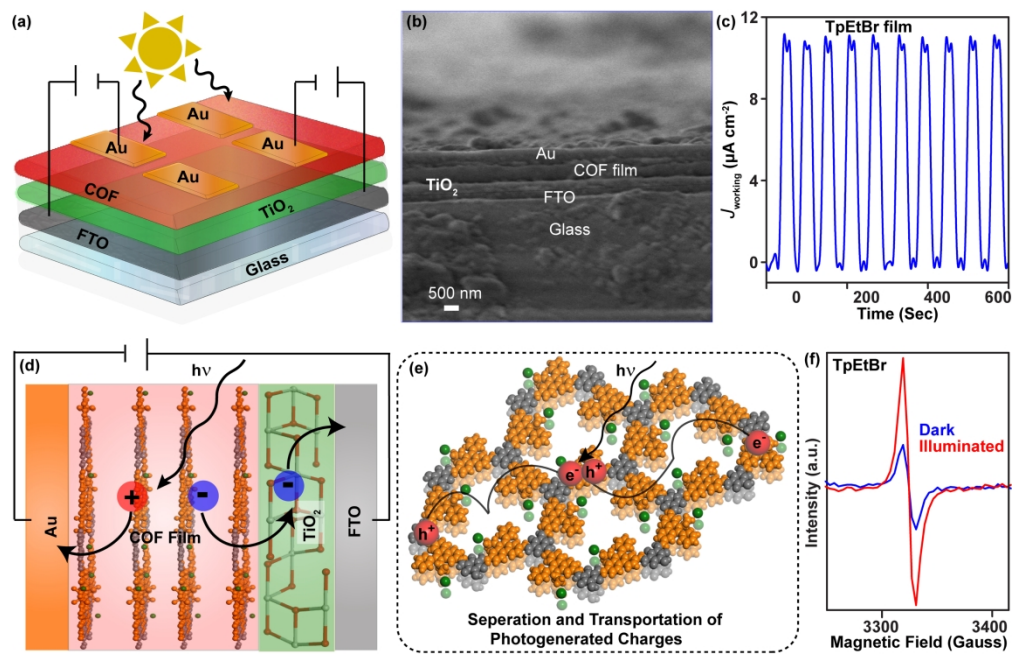 (a)
Au
Au
Au
Au
COF
TiO2
FTO
Glass
(b)
Au
COF film
TiO2
FTO
Glass
500 nm
(c)
TpEtBr film
12
8
4
0
Jworking (µA cm-2)
0 200 400 600
Time (Sec)
(d)
hν
+
-
-
Au
COF Film
TiO2
FTO
(e)
hν
e-
e-
h+
h+
Seperation and Transportation of
Photogenerated Charges
(f)
TpEtBr
Dark
Illuminated
Intensity (a.u.)
3300 3400
Magnetic Field (Gauss)